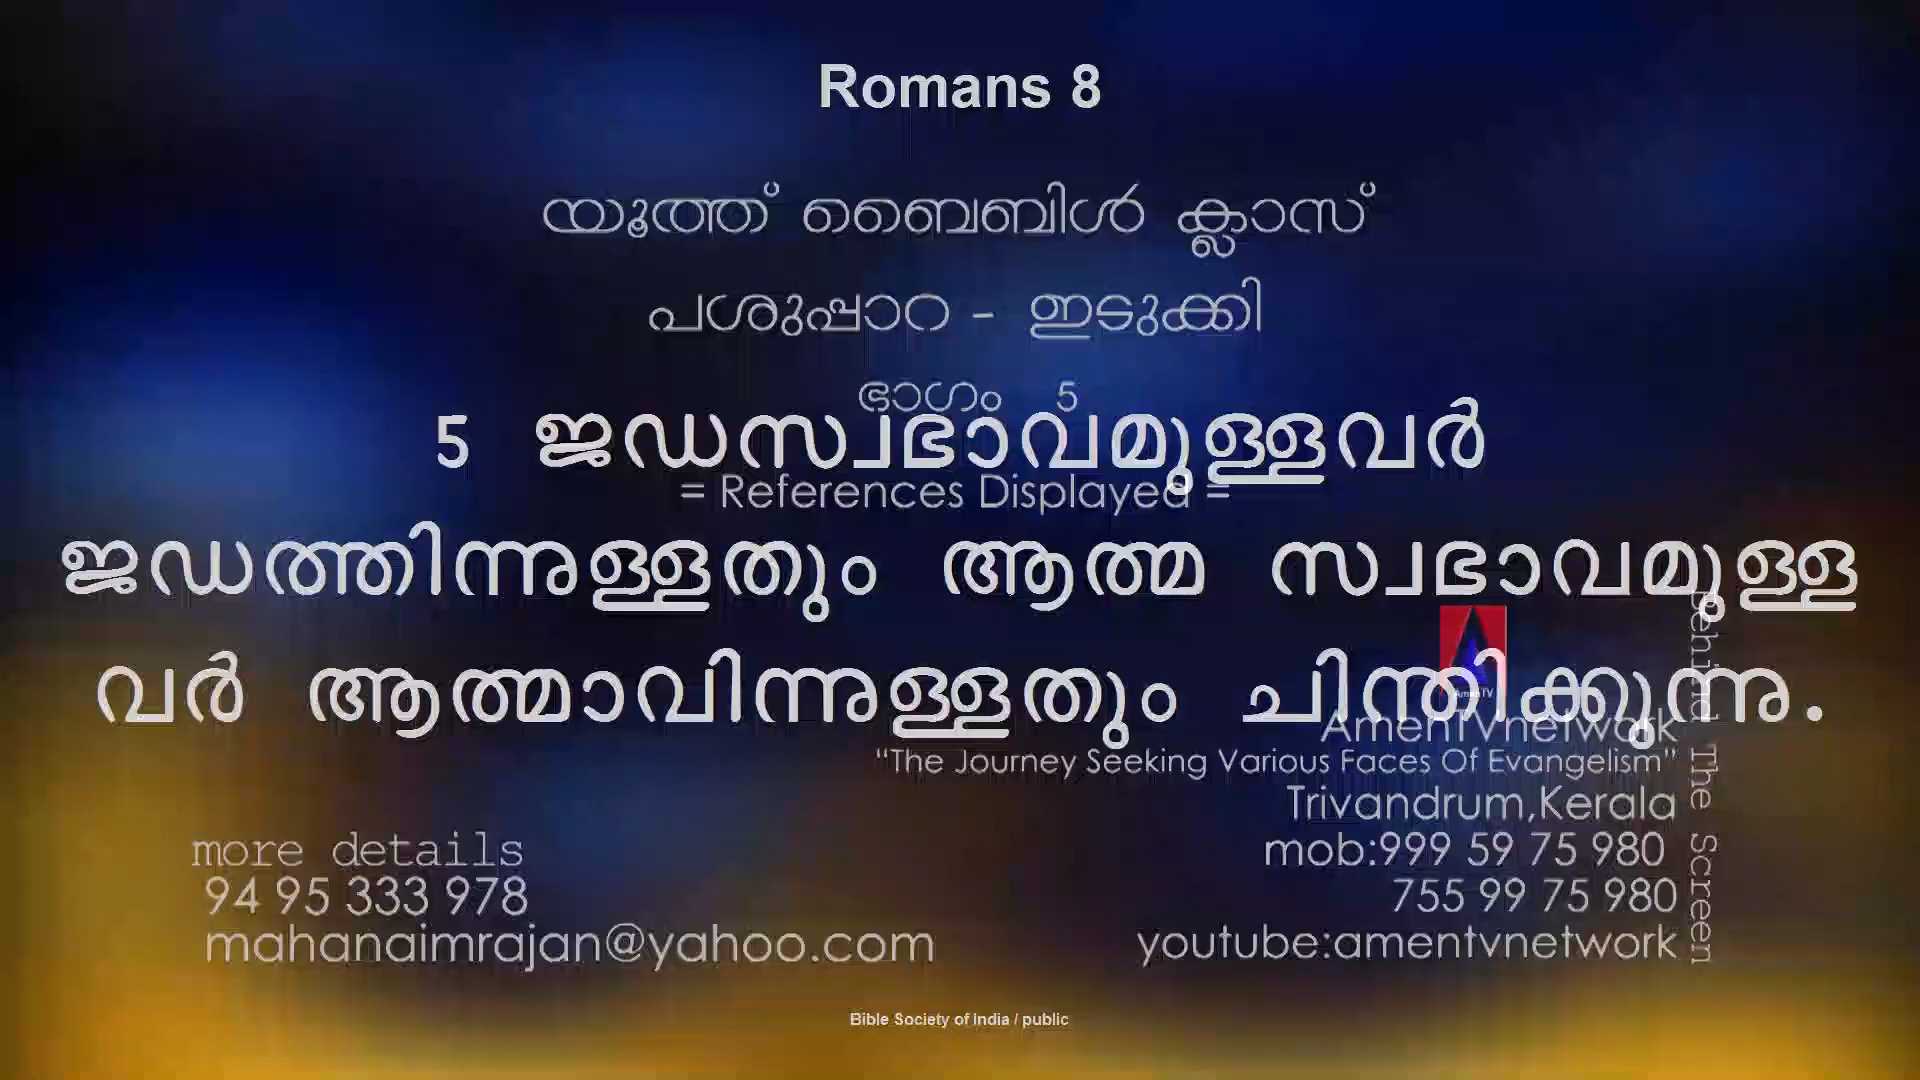 Romans 8
യൂത്ത് ബൈബിൾ ക്ലാസ്
പശുപ്പാറ - ഇടുക്കി
ഭാഗം 5
5 ജഡസ്വഭാവമുള്ളവർ
= References Displayed =
ജഡത്തിന്നുള്ളതും ആത്മ സ്വഭാവമുള്ള
വർ ആത്മാവിന്നുള്ളതും ചിന്തിക്കുന്നു.
AmenTV
AmenTvnetwork
“The Journey Seeking Various Faces Of Evangelism”
Trivandrum,Kerala
mob:999 59 75 980
755 99 75 980
youtube:amentvnetwork
Behind The Screen
more details
94 95 333 978
mahanaimrajan@yahoo.com
Bible Society of India / public